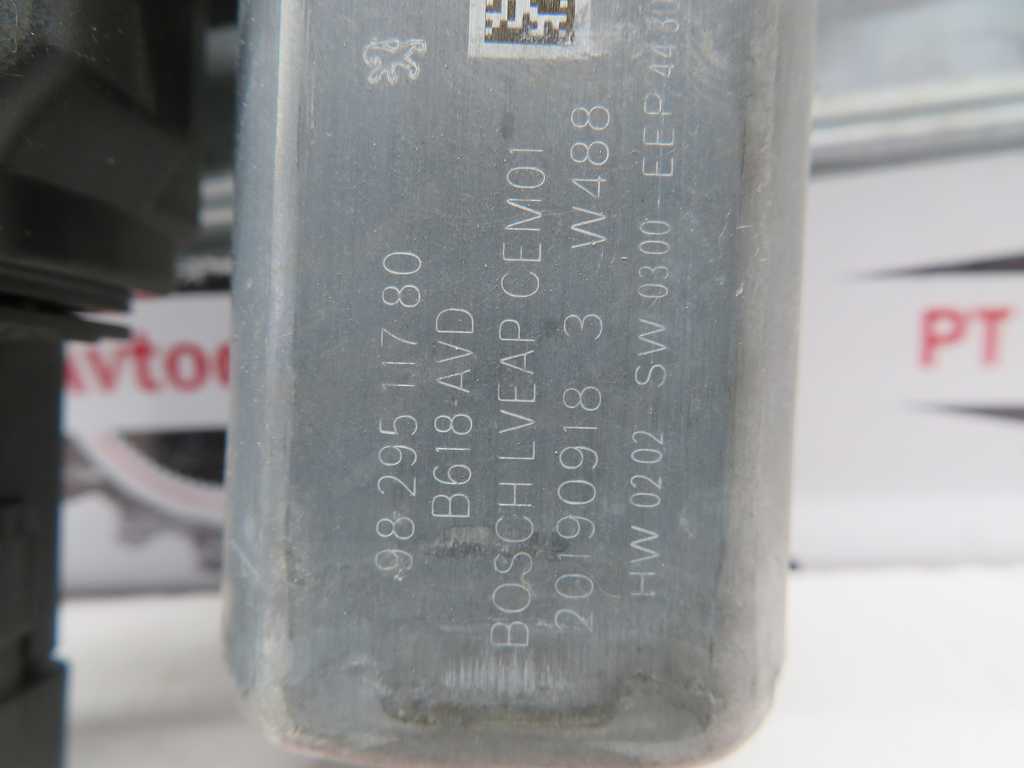 98 295 117 80
B618-AVD
BOSCH LVEAP CEM01
20190918 3 W488
HW 0202 SW 0300 EEP 4430
Avto
PT